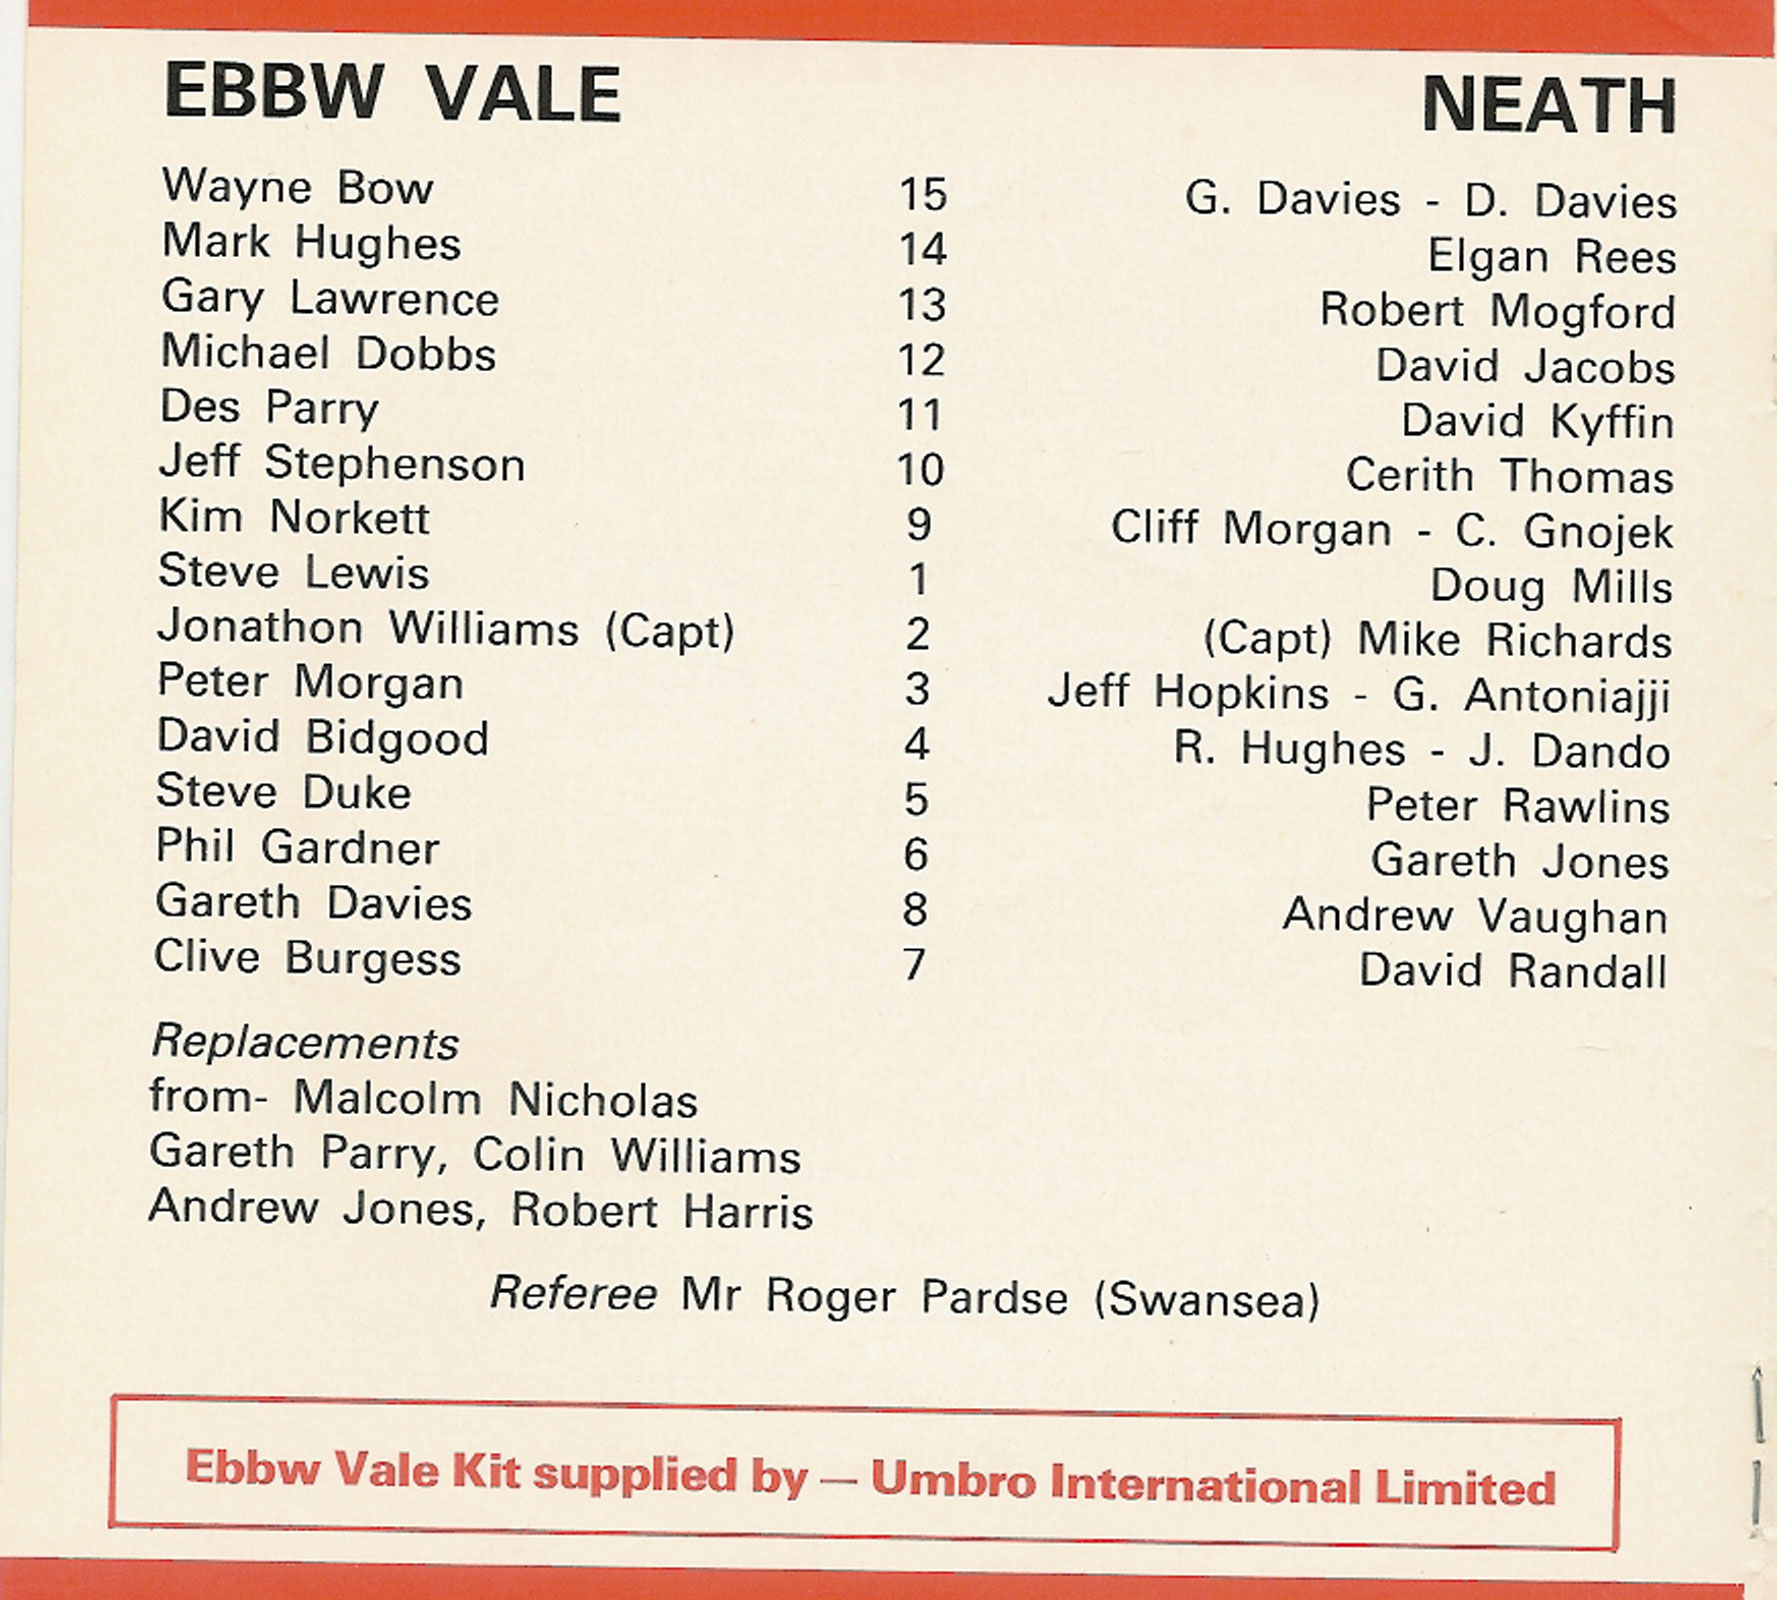 EBBW VALE NEATH
Wayne Bow 15 G. Davies - D. Davies
Mark Hughes 14 Elgan Rees
Gary Lawrence 13 Robert Mogford
Michael Dobbs 12 David Jacobs
Des Parry 11 David Kyffin
Jeff Stephenson 10 Cerith Thomas
Kim Norkett 9 Cliff Morgan - C. Gnojek
Steve Lewis 1 Doug Mills
Jonathon Williams (Capt) 2 (Capt) Mike Richards
Peter Morgan 3 Jeff Hopkins - G. Antoniajji
David Bidgood 4 R. Hughes - J. Dando
Steve Duke 5 Peter Rawlins
Phil Gardner 6 Gareth Jones
Gareth Davies 8 Andrew Vaughan
Clive Burgess 7 David Randall
Replacements
from- Malcolm Nicholas
Gareth Parry, Colin Williams
Andrew Jones, Robert Harris
Referee Mr Roger Pardse (Swansea)
Ebbw Vale Kit supplied by — Umbro International Limited